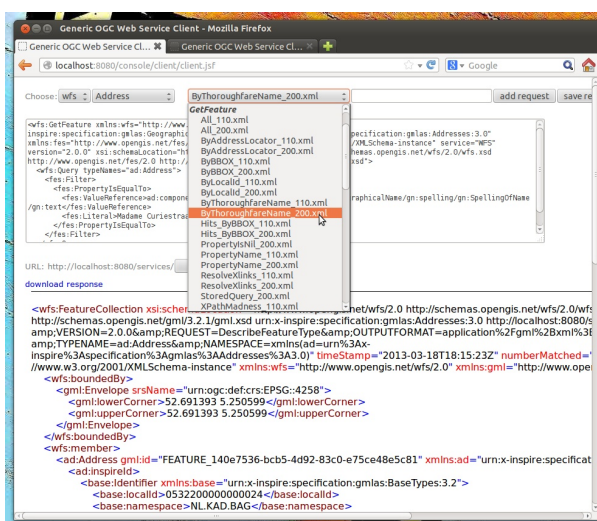 Generic OGC Web Service Client - Mozilla Firefox
Generic OGC Web Service Cl... Generic OGC Web Service Cl...
localhost:8080/console/client/client.jsf Google
Choose: wfs Address ByThoroughfareName_200.xml add request save re
GetFeature
All_110.xml
All_200.xml
ByAddressLocator_110.xml
ByAddressLocator_200.xml
ByBBOX_110.xml
ByBBOX_200.xml
ByLocalId_110.xml
ByLocalId_200.xml
ByThoroughfareName_110.xml
ByThoroughfareName_200.xml
Hits_ByBBOX_110.xml
Hits_ByBBOX_200.xml
PropertyIsNil_200.xml
PropertyName_110.xml
PropertyName_200.xml
ResolveXlinks_110.xml
ResolveXlinks_200.xml
StoredQuery_200.xml
XPathMadness_110.xml
<wfs:GetFeature xmlns:wfs="http://www.
inspire:specification:gmlas:Geographic pecification:gmlas:Addresses:3.0"
xmlns:fes="http://www.opengis.net/fes/ /XMLSchema-instance" service="WFS"
version="2.0.0" xsi:schemaLocation="ht hemas.opengis.net/wfs/2.0/wfs.xsd
http://www.opengis.net/fes/2.0 http:/ xsd">
<wfs:Query typeNames="ad:Address">
<fes:Filter>
<fes:PropertyIsEqualTo>
<fes:ValueReference>ad:compone raphicalName/gn:spelling/gn:SpellingOfName
/gn:text</fes:ValueReference>
<fes:Literal>Madame Curiestraa
</fes:PropertyIsEqualTo>
</fes:Filter>
URL: http://localhost:8080/services/
download response
<wfs:FeatureCollection xsi:schem .net/wfs/2.0 http://schemas.opengis.net/wfs/2.0/wfs
http://schemas.opengis.net/gml/3.2.1/gml.xsd urn:x-inspire:specification:gmlas:Addresses:3.0 http://localhost:8080/s
amp;VERSION=2.0.0&amp;REQUEST=DescribeFeatureType&amp;OUTPUTFORMAT=application%2Fgml%2Bxml%3B
amp;TYPENAME=ad:Address&amp;NAMESPACE=xmlns(ad=urn%3Ax-
inspire%3Aspecification%3Agmlas%3AAddresses%3A3.0)" timeStamp="2013-03-18T18:15:23Z" numberMatched="
//www.w3.org/2001/XMLSchema-instance" xmlns:wfs="http://www.opengis.net/wfs/2.0" xmlns:gml="http://www.ope
<wfs:boundedBy>
<gml:Envelope srsName="urn:ogc:def:crs:EPSG::4258">
<gml:lowerCorner>52.691393 5.250599</gml:lowerCorner>
<gml:upperCorner>52.691393 5.250599</gml:upperCorner>
</gml:Envelope>
</wfs:boundedBy>
<wfs:member>
<ad:Address gml:id="FEATURE_140e7536-bcb5-4d92-83c0-e75ce48e5c81" xmlns:ad="urn:x-inspire:specificat
<ad:inspireId>
<base:Identifier xmlns:base="urn:x-inspire:specification:gmlas:BaseTypes:3.2">
<base:localId>0532200000000024</base:localId>
<base:namespace>NL.KAD.BAG</base:namespace>